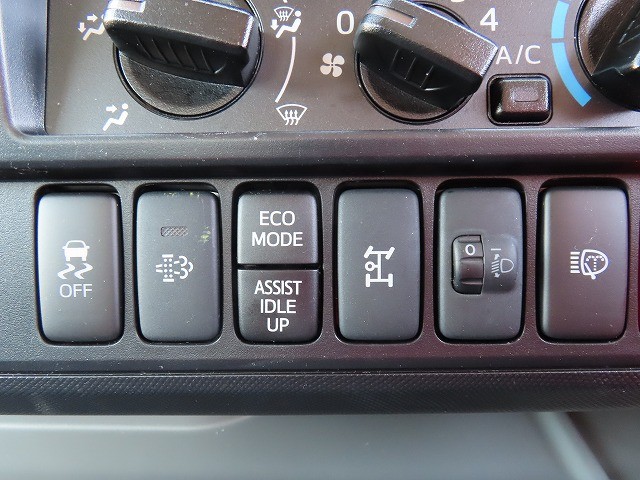 0
4
A/C
OFF
ECO
MODE
ASSIST
IDLE
UP
0